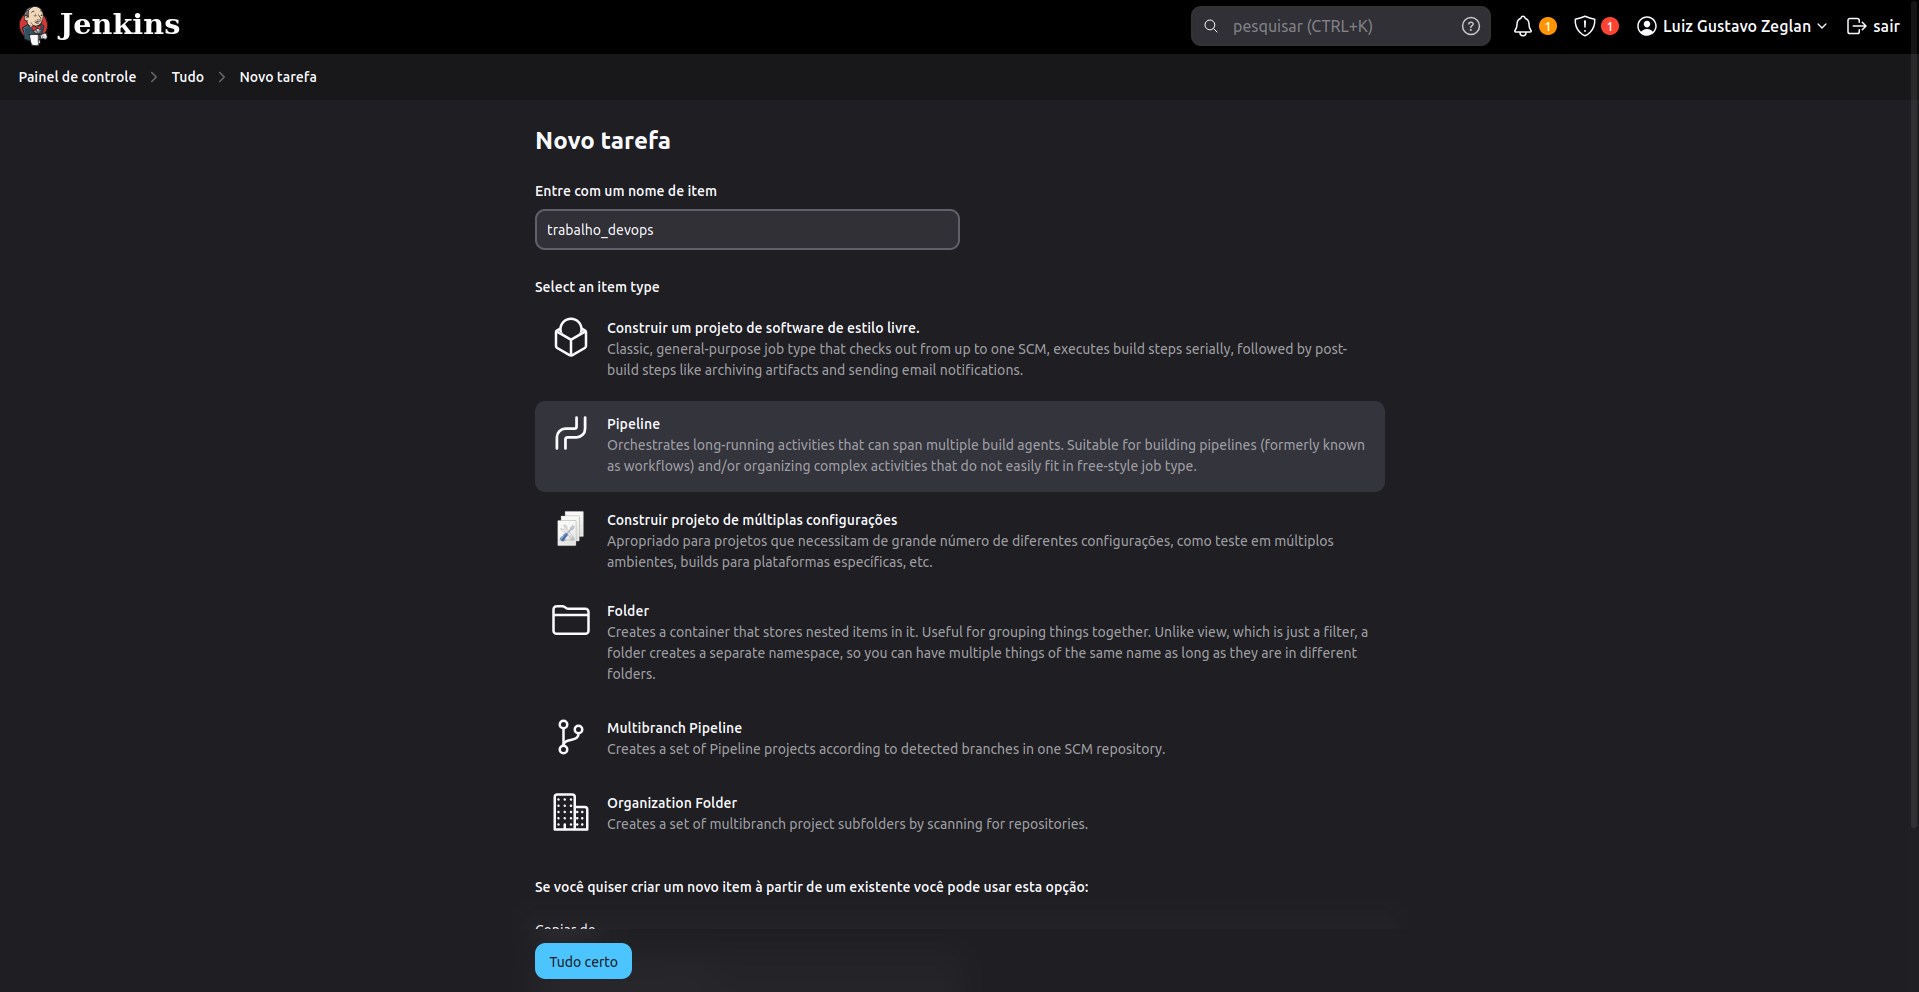 Jenkins
pesquisar (CTRL+K)
1
1
Luiz Gustavo Zeglan
sair
Painel de controle
Tudo
Novo tarefa
Novo tarefa
Entre com um nome de item
trabalho_devops
Select an item type
Construir um projeto de software de estilo livre.
Classic, general-purpose job type that checks out from up to one SCM, executes build steps serially, followed by post-
build steps like archiving artifacts and sending email notifications.
Pipeline
Orchestrates long-running activities that can span multiple build agents. Suitable for building pipelines (formerly known
as workflows) and/or organizing complex activities that do not easily fit in free-style job type.
Construir projeto de múltiplas configurações
Apropriado para projetos que necessitam de grande número de diferentes configurações, como teste em múltiplos
ambientes, builds para plataformas específicas, etc.
Folder
Creates a container that stores nested items in it. Useful for grouping things together. Unlike view, which is just a filter, a
folder creates a separate namespace, so you can have multiple things of the same name as long as they are in different
folders.
Multibranch Pipeline
Creates a set of Pipeline projects according to detected branches in one SCM repository.
Organization Folder
Creates a set of multibranch project subfolders by scanning for repositories.
Se você quiser criar um novo item à partir de um existente você pode usar esta opção:
Copiar de
Tudo certo